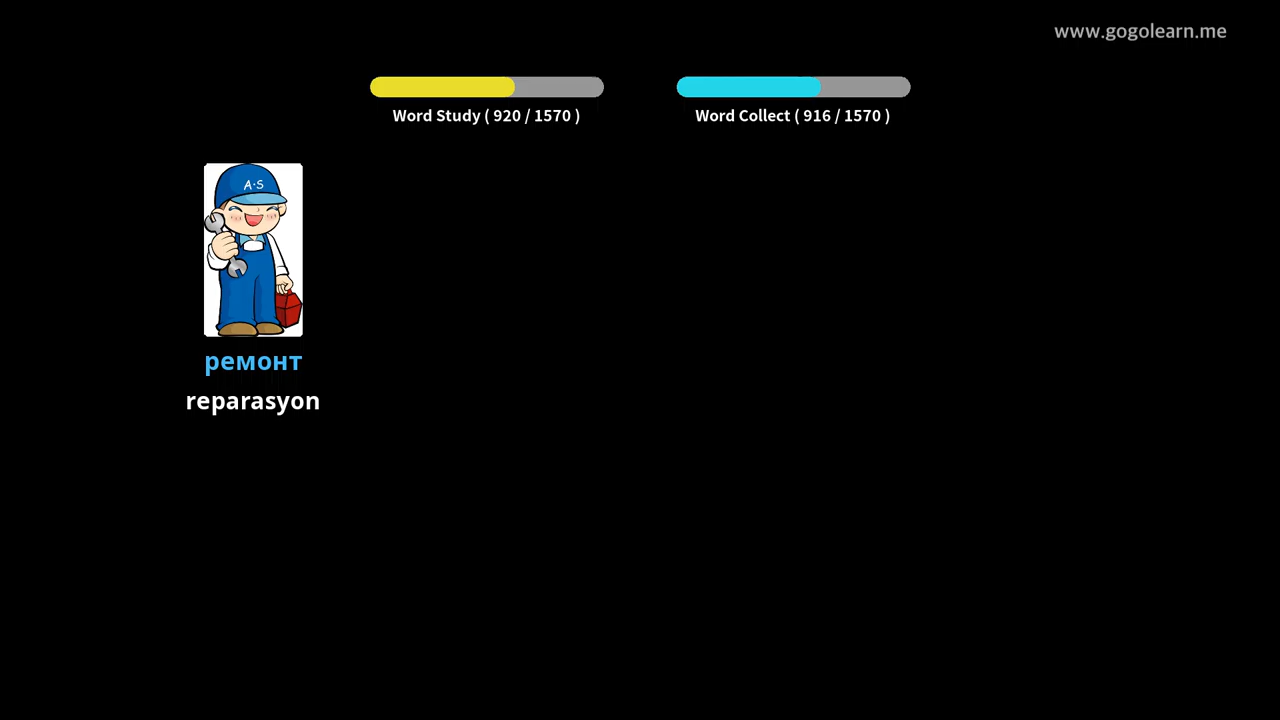 www.gogolearn.me
Word Study ( 920 / 1570 )
Word Collect ( 916 / 1570 )
A·S
ремонт
reparasyon